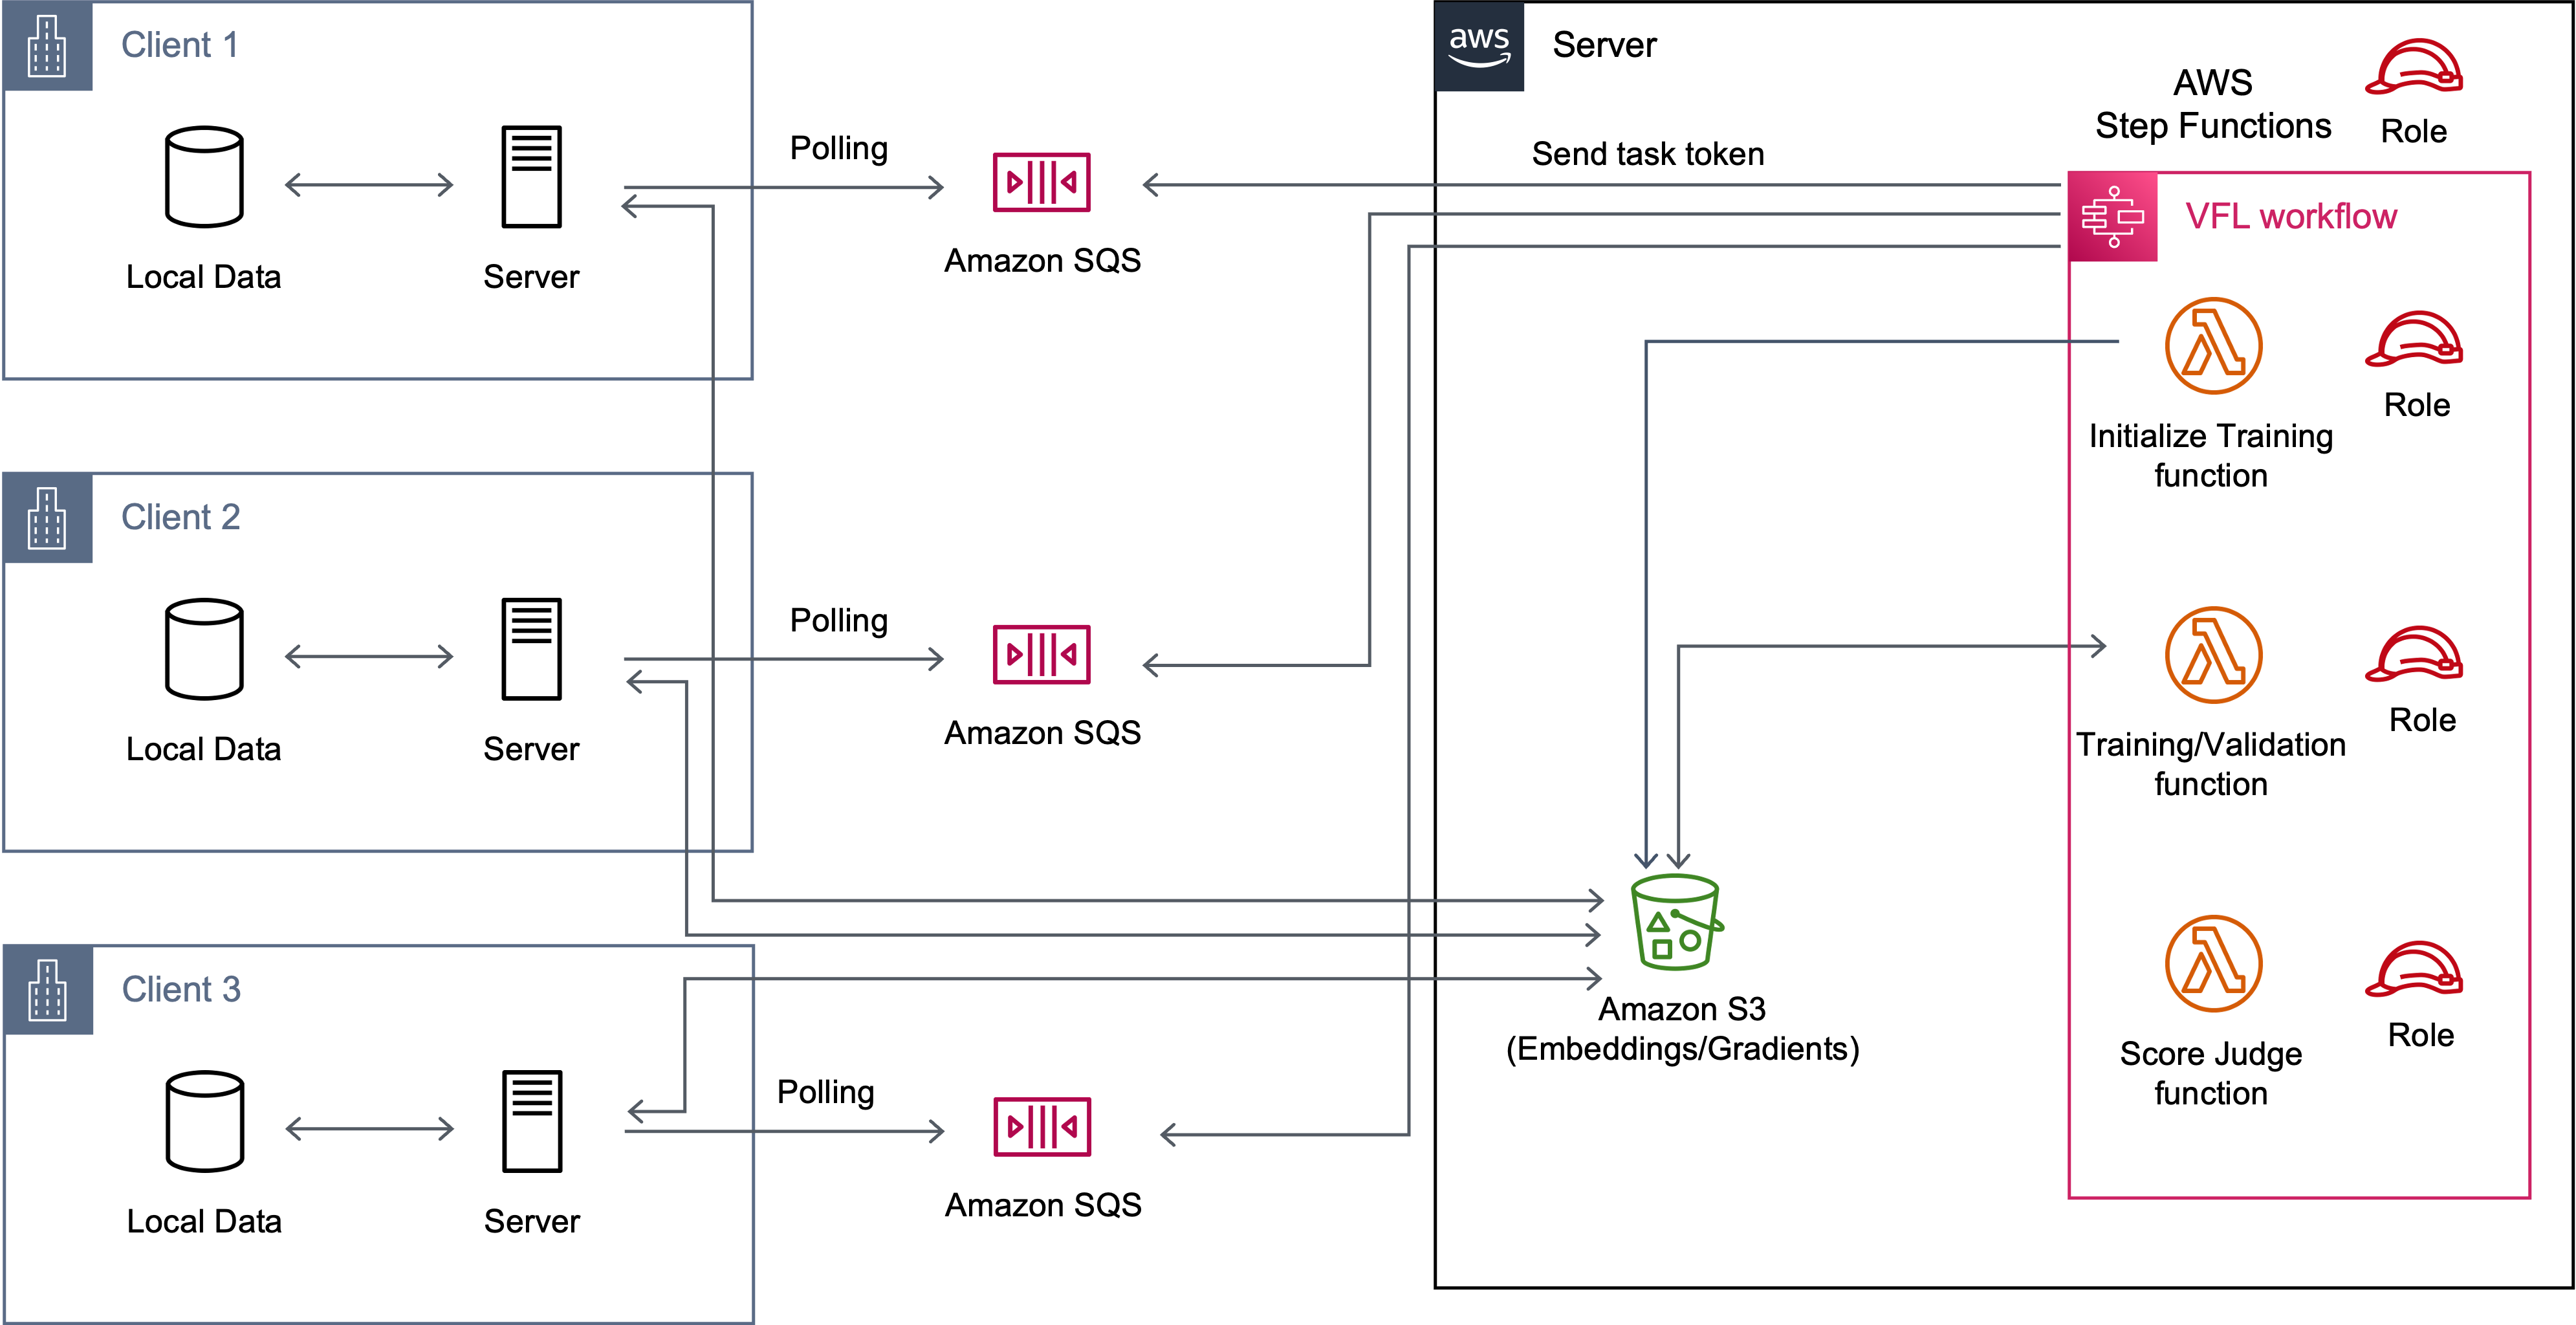 Client 1
Local Data
Server
Polling
Amazon SQS
Client 2
Local Data
Server
Polling
Amazon SQS
Client 3
Local Data
Server
Polling
Amazon SQS
aws
Server
Send task token
AWS
Step Functions
Role
VFL workflow
Initialize Training
function
Role
Training/Validation
function
Role
Score Judge
function
Role
Amazon S3
(Embeddings/Gradients)